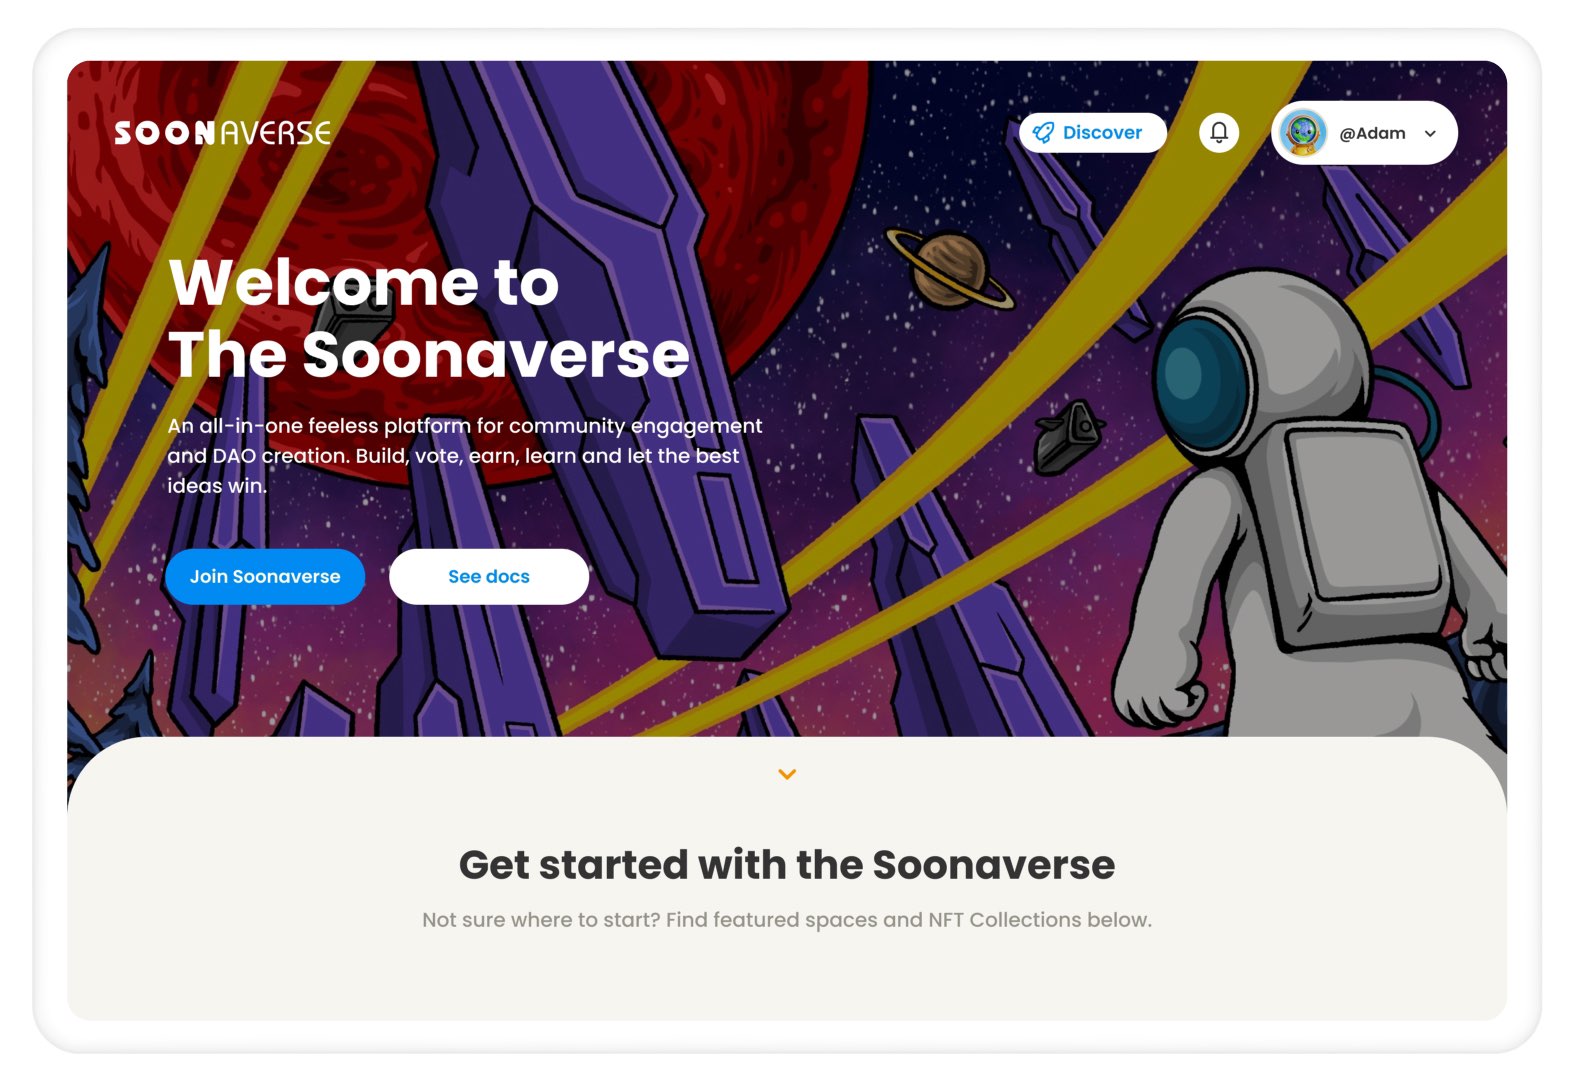 SOONAVERSE
Discover
@Adam
Welcome to
The Soonaverse
An all-in-one feeless platform for community engagement
and DAO creation. Build, vote, earn, learn and let the best
ideas win.
Join Soonaverse
See docs
Get started with the Soonaverse
Not sure where to start? Find featured spaces and NFT Collections below.